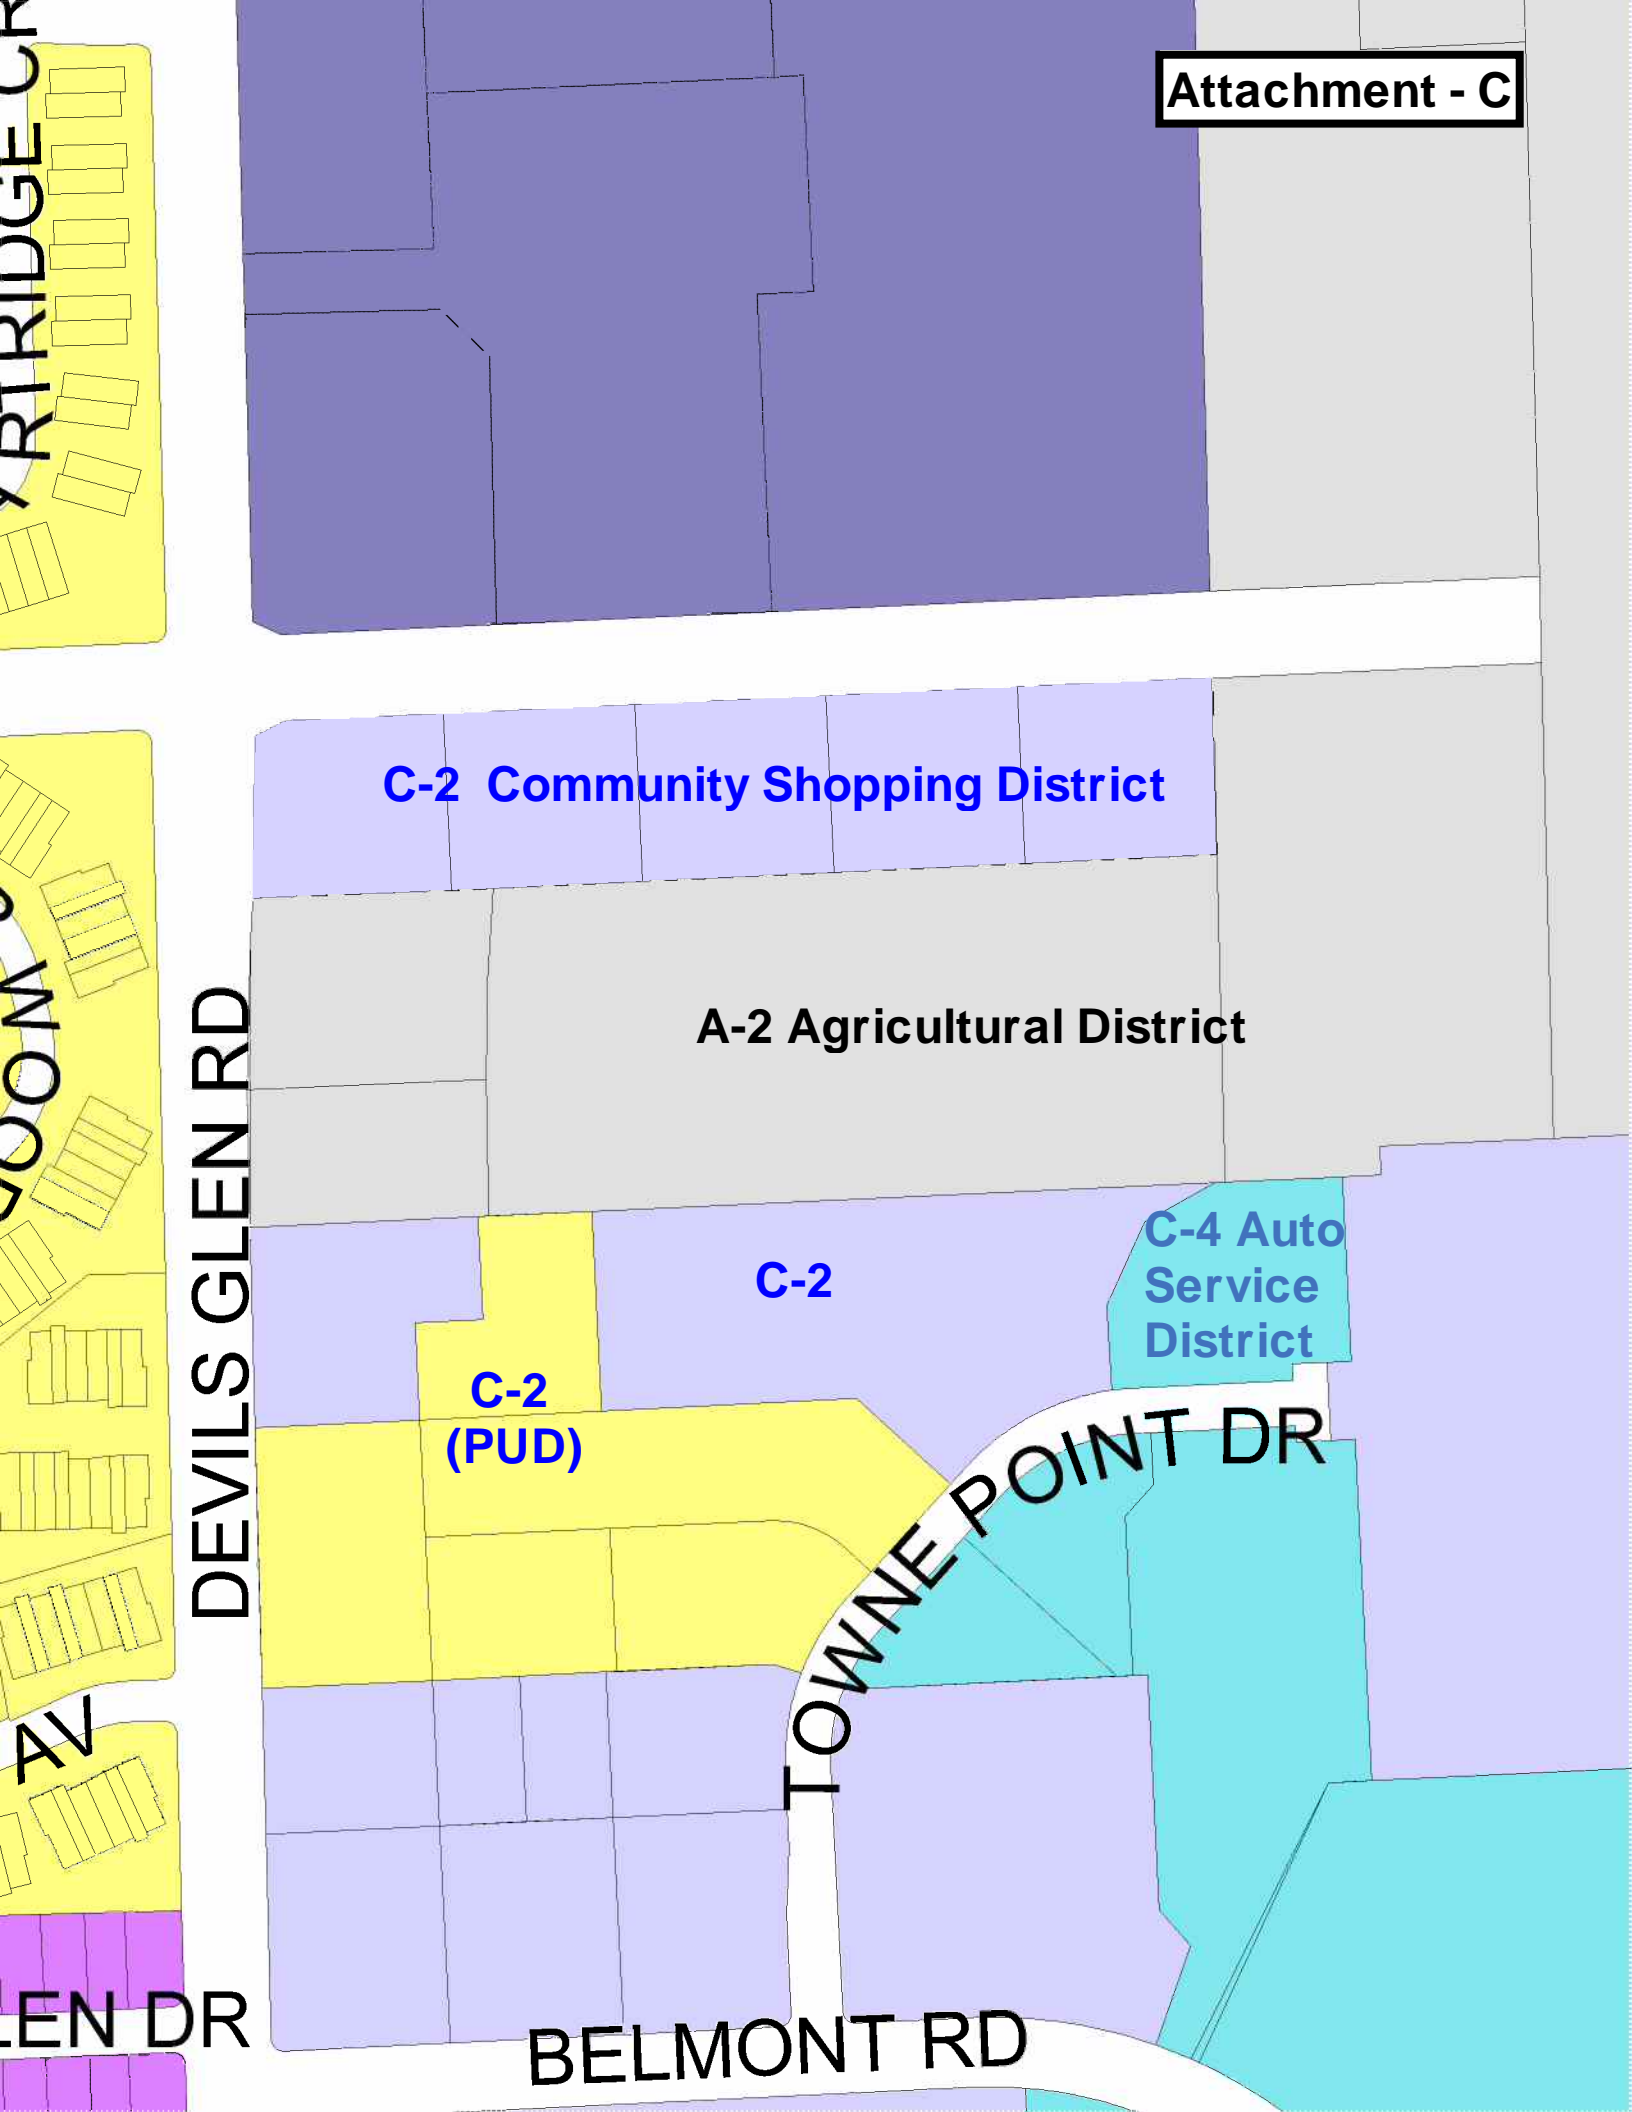 Attachment - C
C-2 Community Shopping District
A-2 Agricultural District
DEVILS GLEN RD
C-4 Auto
Service
District
C-2
C-2
(PUD)
TOWNE POINT DR
AV
DR
BELMONT RD